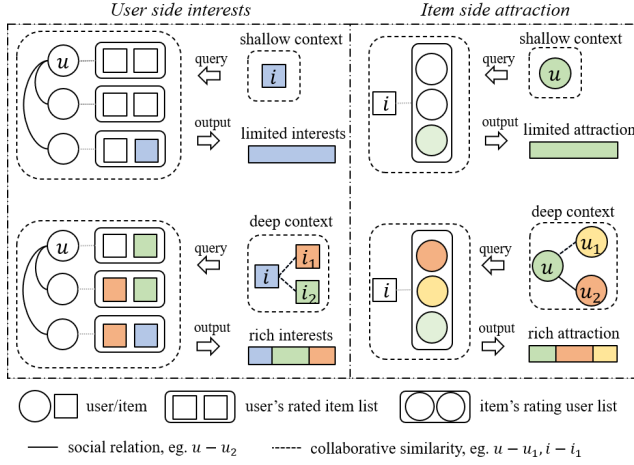 User side interests
Item side attraction
shallow context
query
u
i
output
limited interests
shallow context
query
u
i
output
limited attraction
deep context
query
u
i
i1
i2
output
rich interests
deep context
query
u
u1
u2
i
output
rich attraction
user/item
user's rated item list
item's rating user list
social relation, eg. u − u2
collaborative similarity, eg. u − u1, i − i1